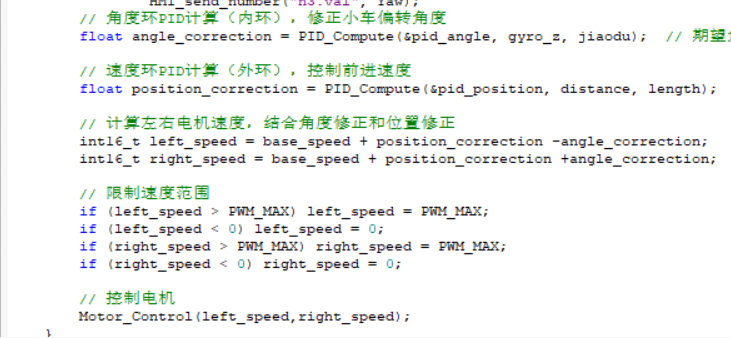 HMI_send_number("n3.val", raw);
// 角度环PID计算（内环），修正小车偏转角度
float angle_correction = PID_Compute(&pid_angle, gyro_z, jiaodu);  // 期望
// 速度环PID计算（外环），控制前进速度
float position_correction = PID_Compute(&pid_position, distance, length);
// 计算左右电机速度，结合角度修正和位置修正
int16_t left_speed = base_speed + position_correction -angle_correction;
int16_t right_speed = base_speed + position_correction +angle_correction;
// 限制速度范围
if (left_speed > PWM_MAX) left_speed = PWM_MAX;
if (left_speed < 0) left_speed = 0;
if (right_speed > PWM_MAX) right_speed = PWM_MAX;
if (right_speed < 0) right_speed = 0;
// 控制电机
Motor_Control(left_speed,right_speed);
}